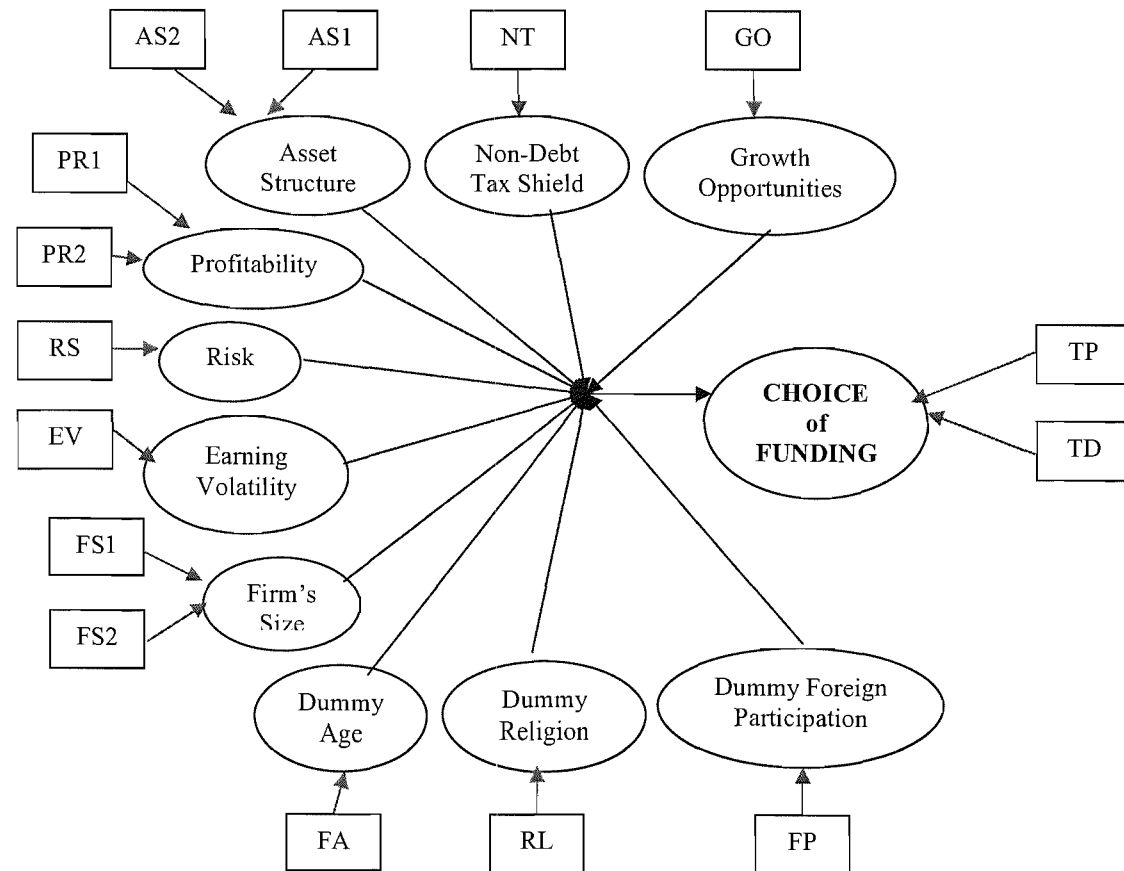 AS2
AS1
NT
GO
Asset
Structure
Non-Debt
Tax Shield
Growth
Opportunities
PR1
PR2
Profitability
RS
Risk
EV
Earning
Volatility
CHOICE
of
FUNDING
TP
TD
FS1
FS2
Firm's
Size
Dummy
Age
Dummy
Religion
Dummy Foreign
Participation
FA
RL
FP